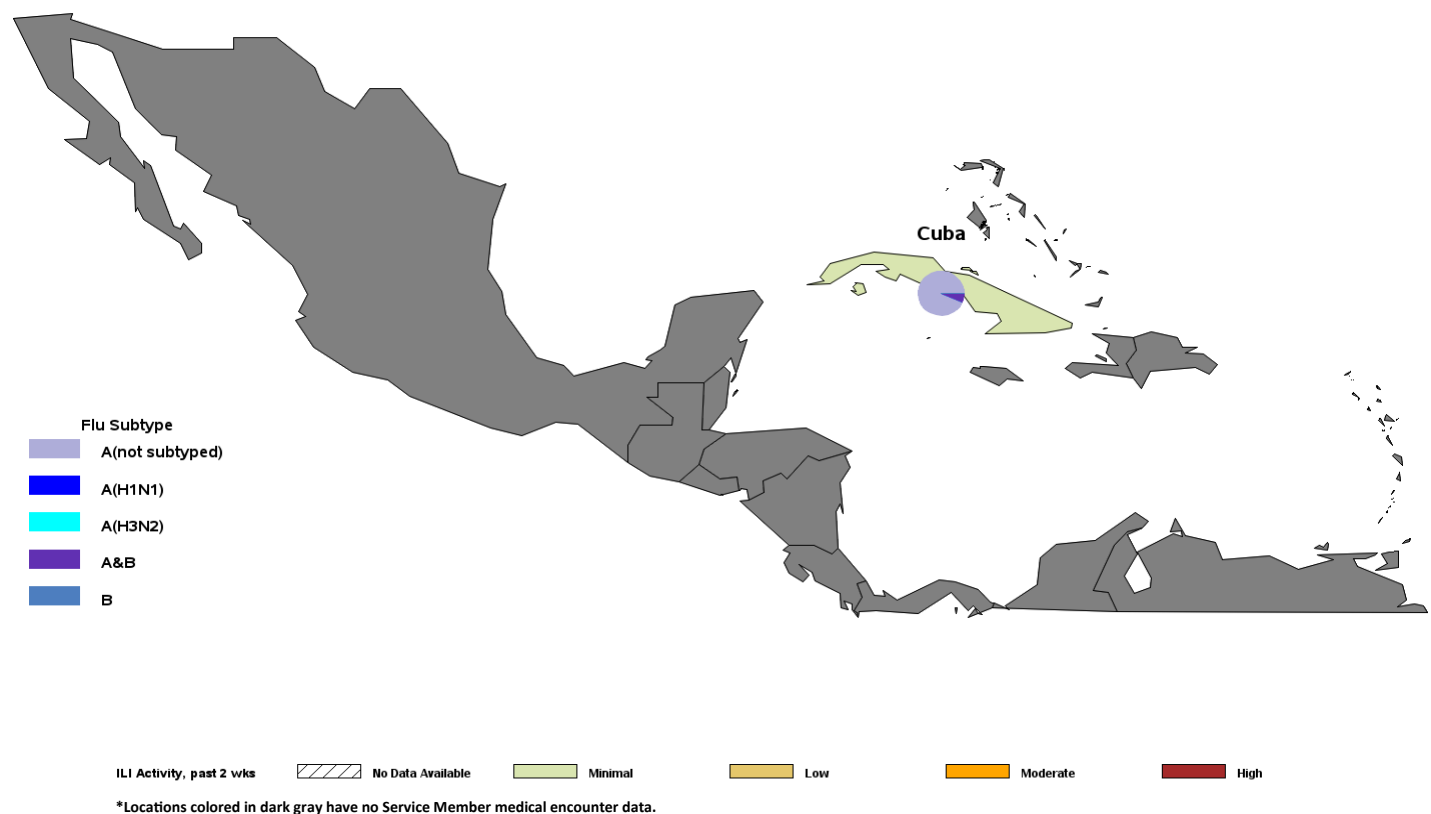 Cuba
Flu Subtype
A(not subtyped)
A(H1N1)
A(H3N2)
A&B
B
ILI Activity, past 2 wks No Data Available Minimal Low Moderate High
*Locations colored in dark gray have no Service Member medical encounter data.